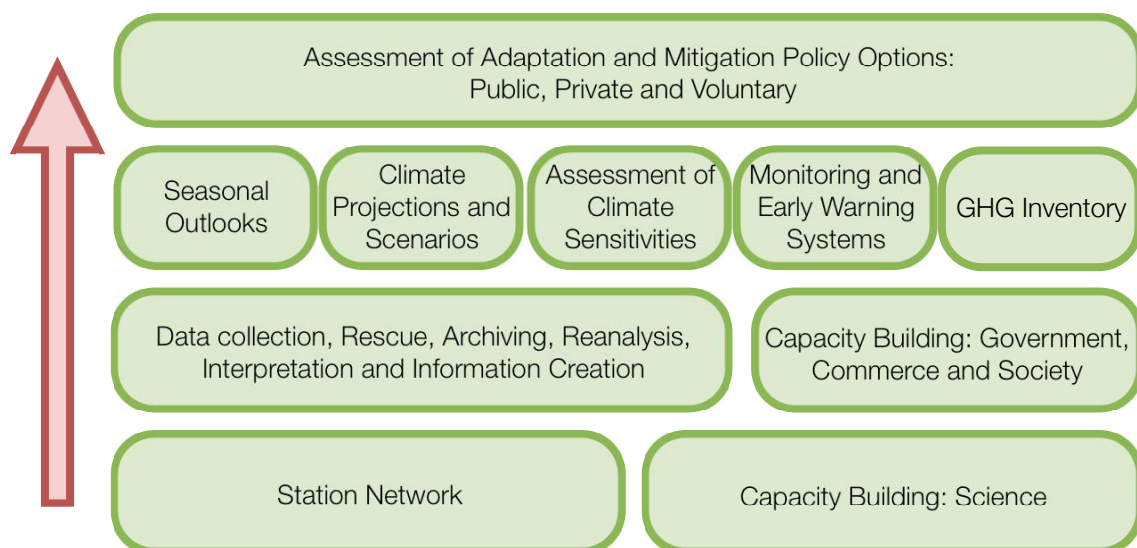 Assessment of Adaptation and Mitigation Policy Options:
Public, Private and Voluntary
Seasonal
Outlooks
Climate
Projections and
Scenarios
Assessment of
Climate
Sensitivities
Monitoring and
Early Warning
Systems
GHG Inventory
Data collection, Rescue, Archiving, Reanalysis,
Interpretation and Information Creation
Capacity Building: Government,
Commerce and Society
Station Network
Capacity Building: Science